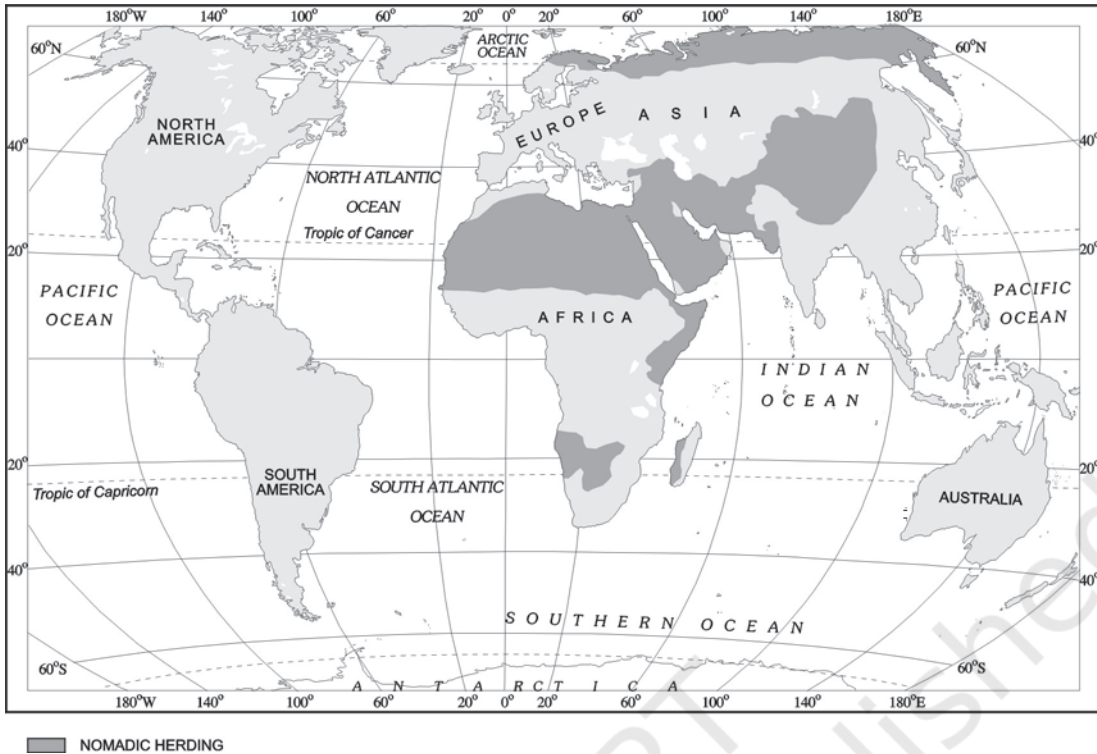 180°W 140° 100° 60° 20° 0° 20° 60° 100° 140° 180°E
ARCTIC
OCEAN
60°N
60°N
NORTH
AMERICA
EUROPE
ASIA
40°
40°
NORTH ATLANTIC
OCEAN
Tropic of Cancer
20°
20°
PACIFIC
OCEAN
AFRICA
PACIFIC
OCEAN
INDIAN
OCEAN
20°
20°
Tropic of Capricorn
SOUTH
AMERICA
SOUTH ATLANTIC
OCEAN
AUSTRALIA
40°
40°
SOUTHERN OCEAN
60°S
60°S
ANTARCTICA
180°W 140° 100° 60° 20° 0° 20° 60° 100° 140° 180°E
NOMADIC HERDING